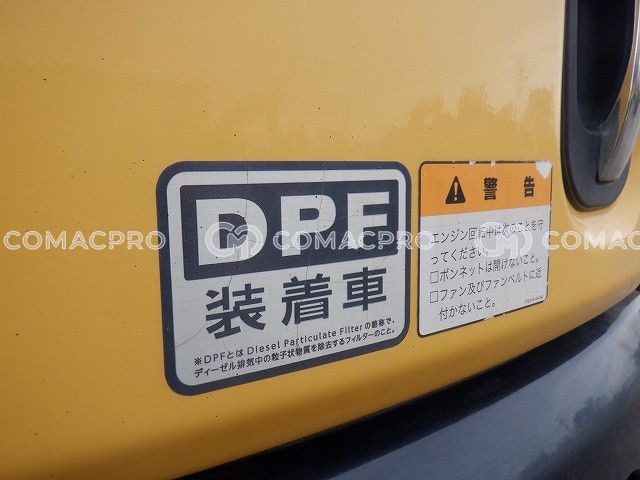 DPF
装着車
※DPFとはDiesel Particulate Filterの略称で、
ディーゼル排気中の粒子状物質を除去するフィルターのこと。
警告
エンジン回転中は次のことを守
ってください
□ボンネットは開けないこと。
□ファン及びファンベルトに近
付かないこと。
COMACPRO
COMACPRO
COMACPRO